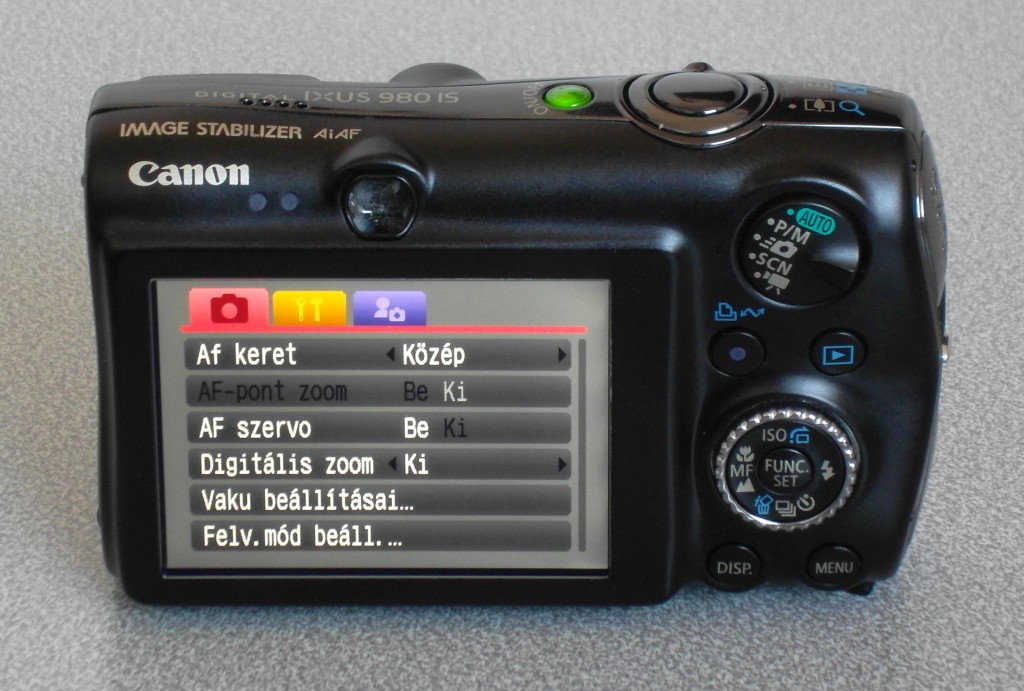 DIGITAL IXUS 980 IS
ON/OFF
IMAGE STABILIZER AiAF
Canon
AUTO
P/M
SCN
Af keret Közép
AF-pont zoom Be Ki
AF szervo Be Ki
Digitális zoom Ki
Vaku beállításai...
Felv.mód beáll....
ISO
MF
FUNC.
SET
DISP.
MENU